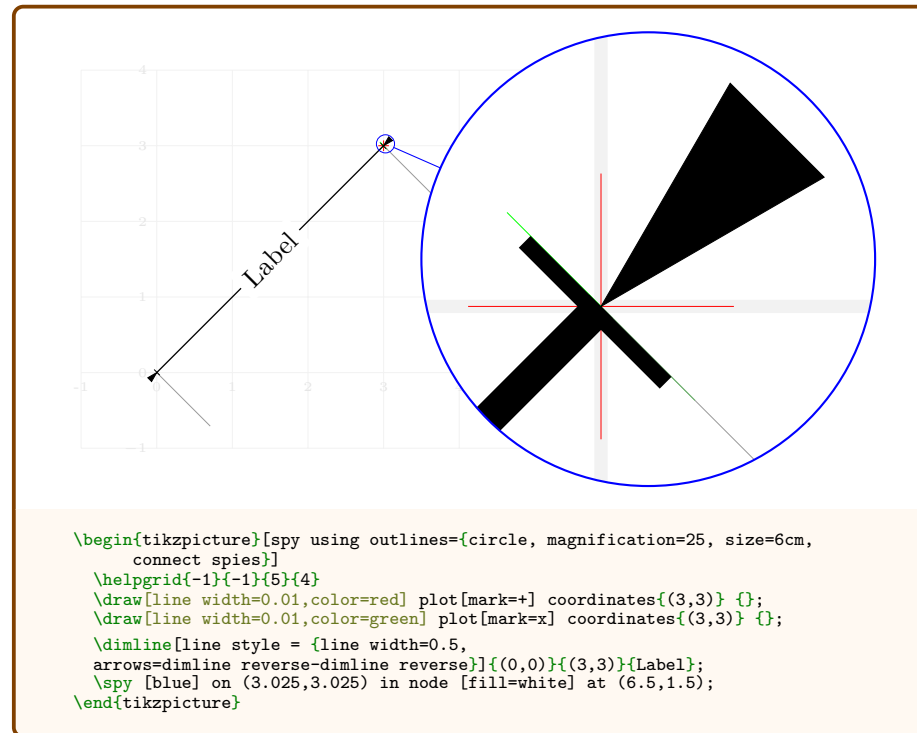 4
3
2
1
0
-1
-1 0 1 2 3
Label
\begin{tikzpicture}[spy using outlines={circle, magnification=25, size=6cm,
connect spies}]
\helpgrid{-1}{-1}{5}{4}
\draw[line width=0.01,color=red] plot[mark=+] coordinates{(3,3)} {};
\draw[line width=0.01,color=green] plot[mark=x] coordinates{(3,3)} {};
\dimline[line style = {line width=0.5,
arrows=dimline reverse-dimline reverse}]{(0,0)}{(3,3)}{Label};
\spy [blue] on (3.025,3.025) in node [fill=white] at (6.5,1.5);
\end{tikzpicture}